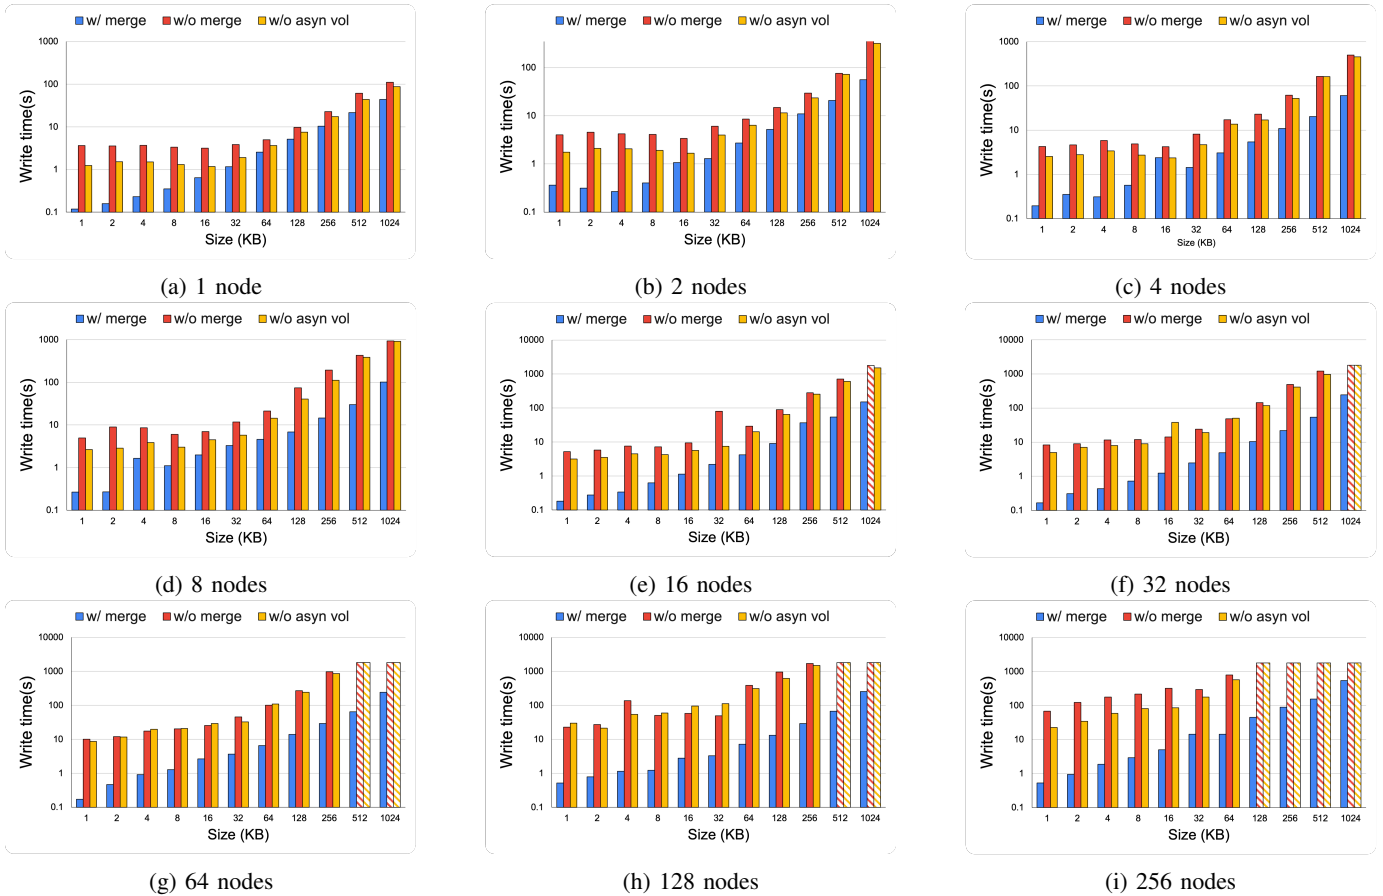 w/ merge w/o merge w/o asyn vol
Write time(s)
1000
100
10
1
0.1
1 2 4 8 16 32 64 128 256 512 1024
Size (KB)
(a) 1 node
w/ merge w/o merge w/o asyn vol
Write time(s)
100
10
1
0.1
1 2 4 8 16 32 64 128 256 512 1024
Size (KB)
(b) 2 nodes
w/ merge w/o merge w/o asyn vol
Write time(s)
1000
100
10
1
0.1
1 2 4 8 16 32 64 128 256 512 1024
Size (KB)
(c) 4 nodes
w/ merge w/o merge w/o asyn vol
Write time(s)
1000
100
10
1
0.1
1 2 4 8 16 32 64 128 256 512 1024
Size (KB)
(d) 8 nodes
w/ merge w/o merge w/o asyn vol
Write time(s)
10000
1000
100
10
1
0.1
1 2 4 8 16 32 64 128 256 512 1024
Size (KB)
(e) 16 nodes
w/ merge w/o merge w/o asyn vol
Write time(s)
10000
1000
100
10
1
0.1
1 2 4 8 16 32 64 128 256 512 1024
Size (KB)
(f) 32 nodes
w/ merge w/o merge w/o asyn vol
Write time(s)
10000
1000
100
10
1
0.1
1 2 4 8 16 32 64 128 256 512 1024
Size (KB)
(g) 64 nodes
w/ merge w/o merge w/o asyn vol
Write time(s)
10000
1000
100
10
1
0.1
1 2 4 8 16 32 64 128 256 512 1024
Size (KB)
(h) 128 nodes
w/ merge w/o merge w/o asyn vol
Write time(s)
10000
1000
100
10
1
0.1
1 2 4 8 16 32 64 128 256 512 1024
Size (KB)
(i) 256 nodes